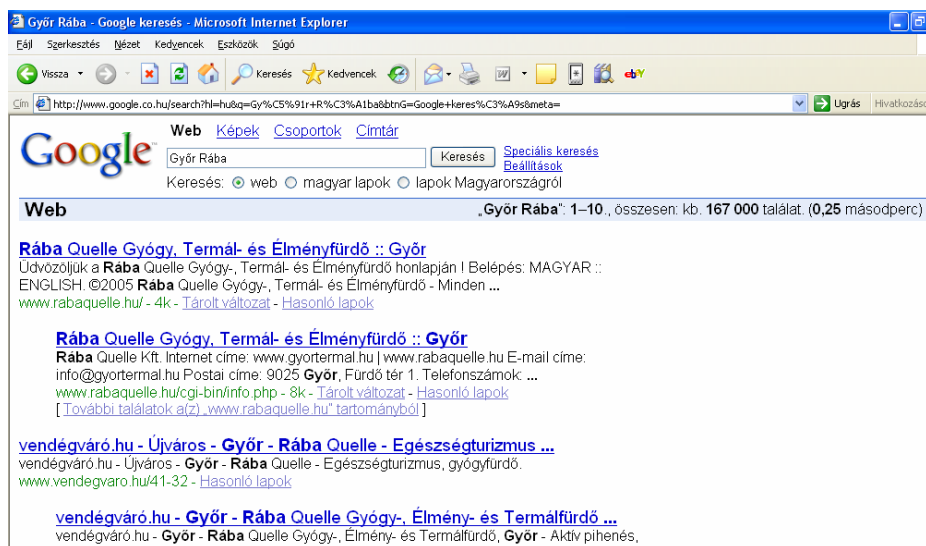 Győr Rába - Google keresés - Microsoft Internet Explorer
Fájl Szerkesztés Nézet Kedvencek Eszközök Súgó
Vissza Keresés Kedvencek
Cím http://www.google.co.hu/search?hl=hu&q=Gy%C5%91r+R%C3%A1ba&btnG=Google+keres%C3%A9s&meta= Ugrás Hivatkozáso
Google™ Web Képek Csoportok Címtár
Győr Rába Keresés Speciális keresés
Beállítások
Keresés: web magyar lapok lapok Magyarországról
Web „Győr Rába": 1–10., összesen: kb. 167 000 találat. (0,25 másodperc)
Rába Quelle Gyógy, Termál- és Élményfürdõ :: Gyõr
Üdvözöljük a Rába Quelle Gyógy-, Termál- és Élményfürdõ honlapján ! Belépés: MAGYAR ::
ENGLISH. ©2005 Rába Quelle Gyógy-, Termál- és Élményfürdõ - Minden ...
www.rabaquelle.hu/ - 4k - Tárolt változat - Hasonló lapok
Rába Quelle Gyógy, Termál- és Élményfürdő :: Győr
Rába Quelle Kft. Internet címe: www.gyortermal.hu | www.rabaquelle.hu E-mail címe:
info@gyortermal.hu Postai címe: 9025 Győr, Fürdő tér 1. Telefonszámok: ...
www.rabaquelle.hu/cgi-bin/info.php - 8k - Tárolt változat - Hasonló lapok
[ További találatok a(z) „www.rabaquelle.hu" tartományból ]
vendégváró.hu - Újváros - Győr - Rába Quelle - Egészségturizmus ...
vendégváró.hu - Újváros - Győr - Rába Quelle - Egészségturizmus, gyógyfürdő.
www.vendegvaro.hu/41-32 - Hasonló lapok
vendégváró.hu - Győr - Rába Quelle Gyógy-, Élmény- és Termálfürdő ...
vendégváró.hu - Győr - Rába Quelle Gyógy-, Élmény- és Termálfürdő, Győr - Aktív pihenés,